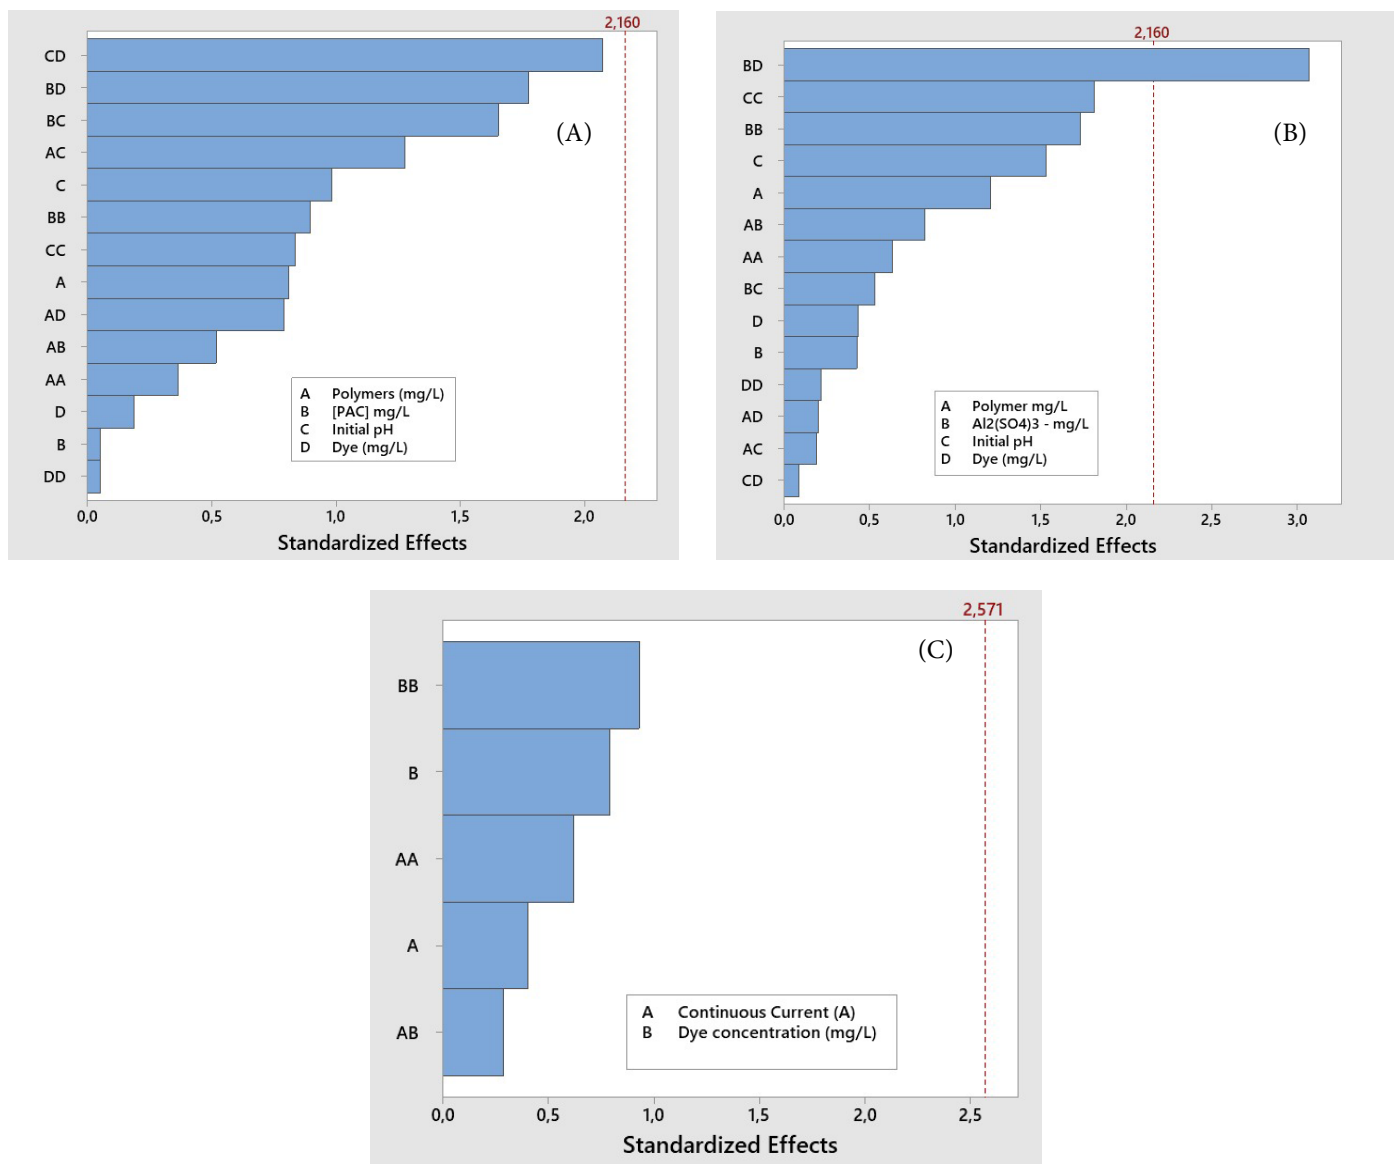 2,160
CD
BD
BC
AC
C
BB
CC
A
AD
AB
AA
D
B
DD
(A)
A Polymers (mg/L)
B [PAC] mg/L
C Initial pH
D Dye (mg/L)
0,0 0,5 1,0 1,5 2,0
Standardized Effects
2,160
BD
CC
BB
C
A
AB
AA
BC
D
B
DD
AD
AC
CD
(B)
A Polymer mg/L
B Al2(SO4)3 - mg/L
C Initial pH
D Dye (mg/L)
0,0 0,5 1,0 1,5 2,0 2,5 3,0
Standardized Effects
2,571
(C)
BB
B
AA
A
AB
A Continuous Current (A)
B Dye concentration (mg/L)
0,0 0,5 1,0 1,5 2,0 2,5
Standardized Effects